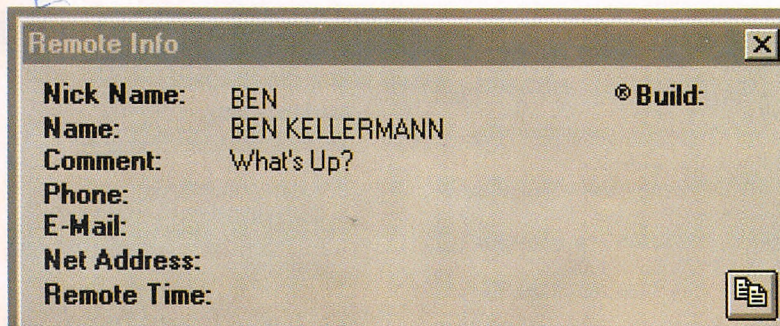 Remote Info
Nick Name: BEN ® Build:
Name: BEN KELLERMANN
Comment: What's Up?
Phone:
E-Mail:
Net Address:
Remote Time: